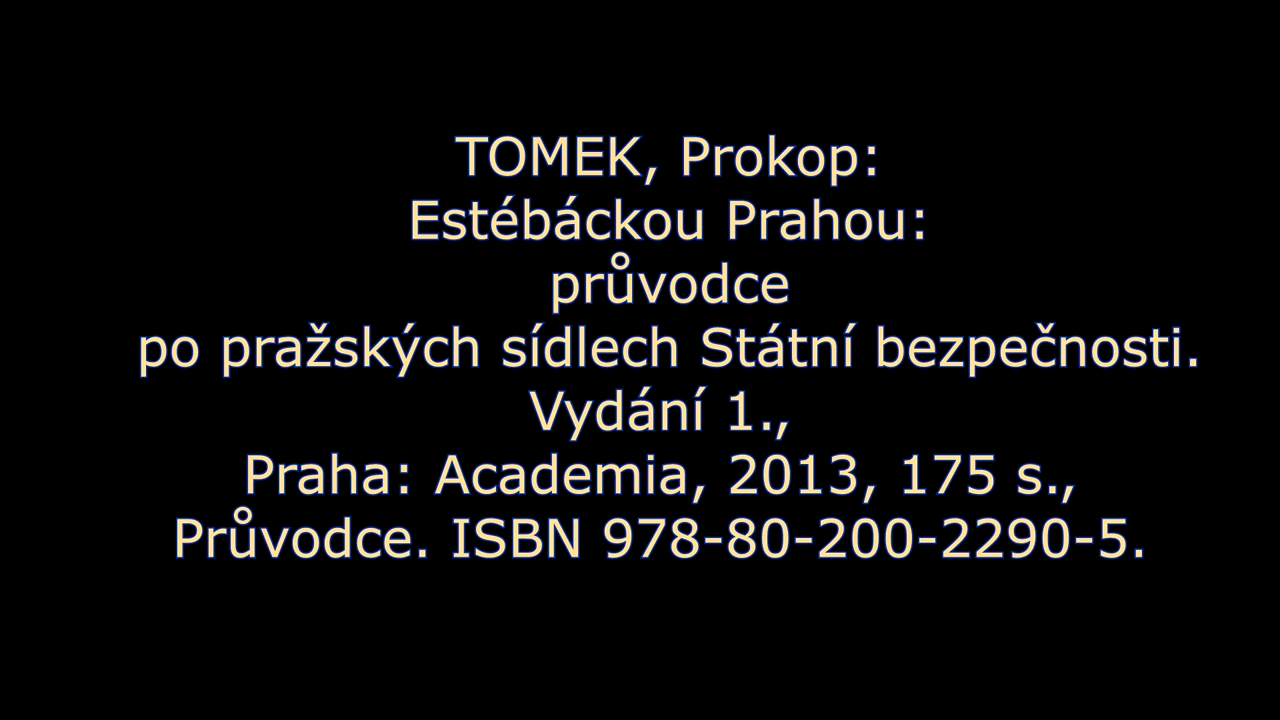 TOMEK, Prokop:
Estébáckou Prahou:
průvodce
po pražských sídlech Státní bezpečnosti.
Vydání 1.,
Praha: Academia, 2013, 175 s.,
Průvodce. ISBN 978-80-200-2290-5.